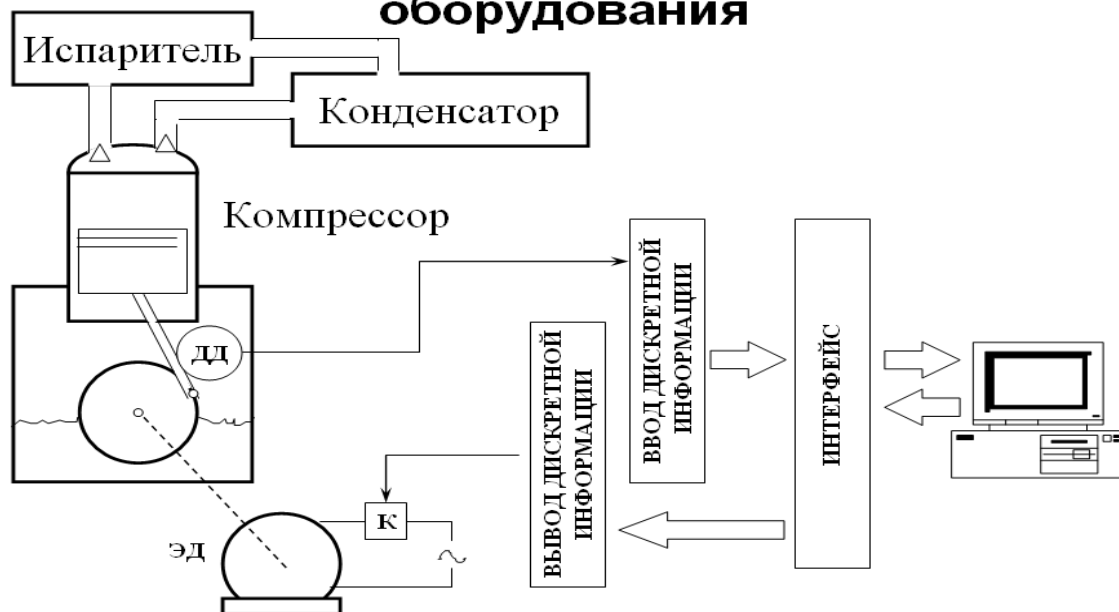 оборудования
Испаритель
Конденсатор
Компрессор
ДД
ВВОД ДИСКРЕТНОЙ
ИНФОРМАЦИИ
ВЫВОД ДИСКРЕТНОЙ
ИНФОРМАЦИИ
ИНТЕРФЕЙС
К
ЭД